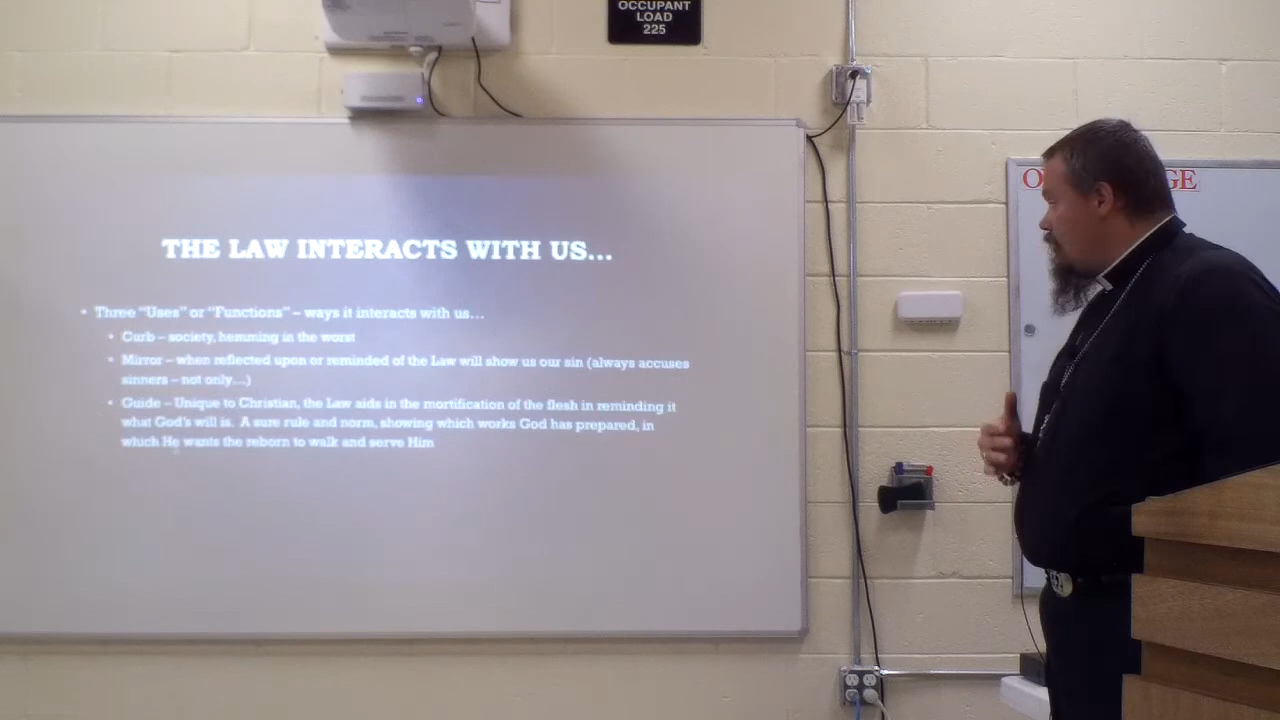 OCCUPANT
LOAD
225
THE LAW INTERACTS WITH US...
• Three “Uses” or “Functions” – ways it interacts with us…
• Curb – society, hemming in the worst
• Mirror – when reflected upon or reminded of the Law will show us our sin (always accuses
sinners – not only…)
• Guide – Unique to Christian, the Law aids in the mortification of the flesh in reminding it
what God’s will is. A sure rule and norm, showing which works God has prepared, in
which He wants the reborn to walk and serve Him